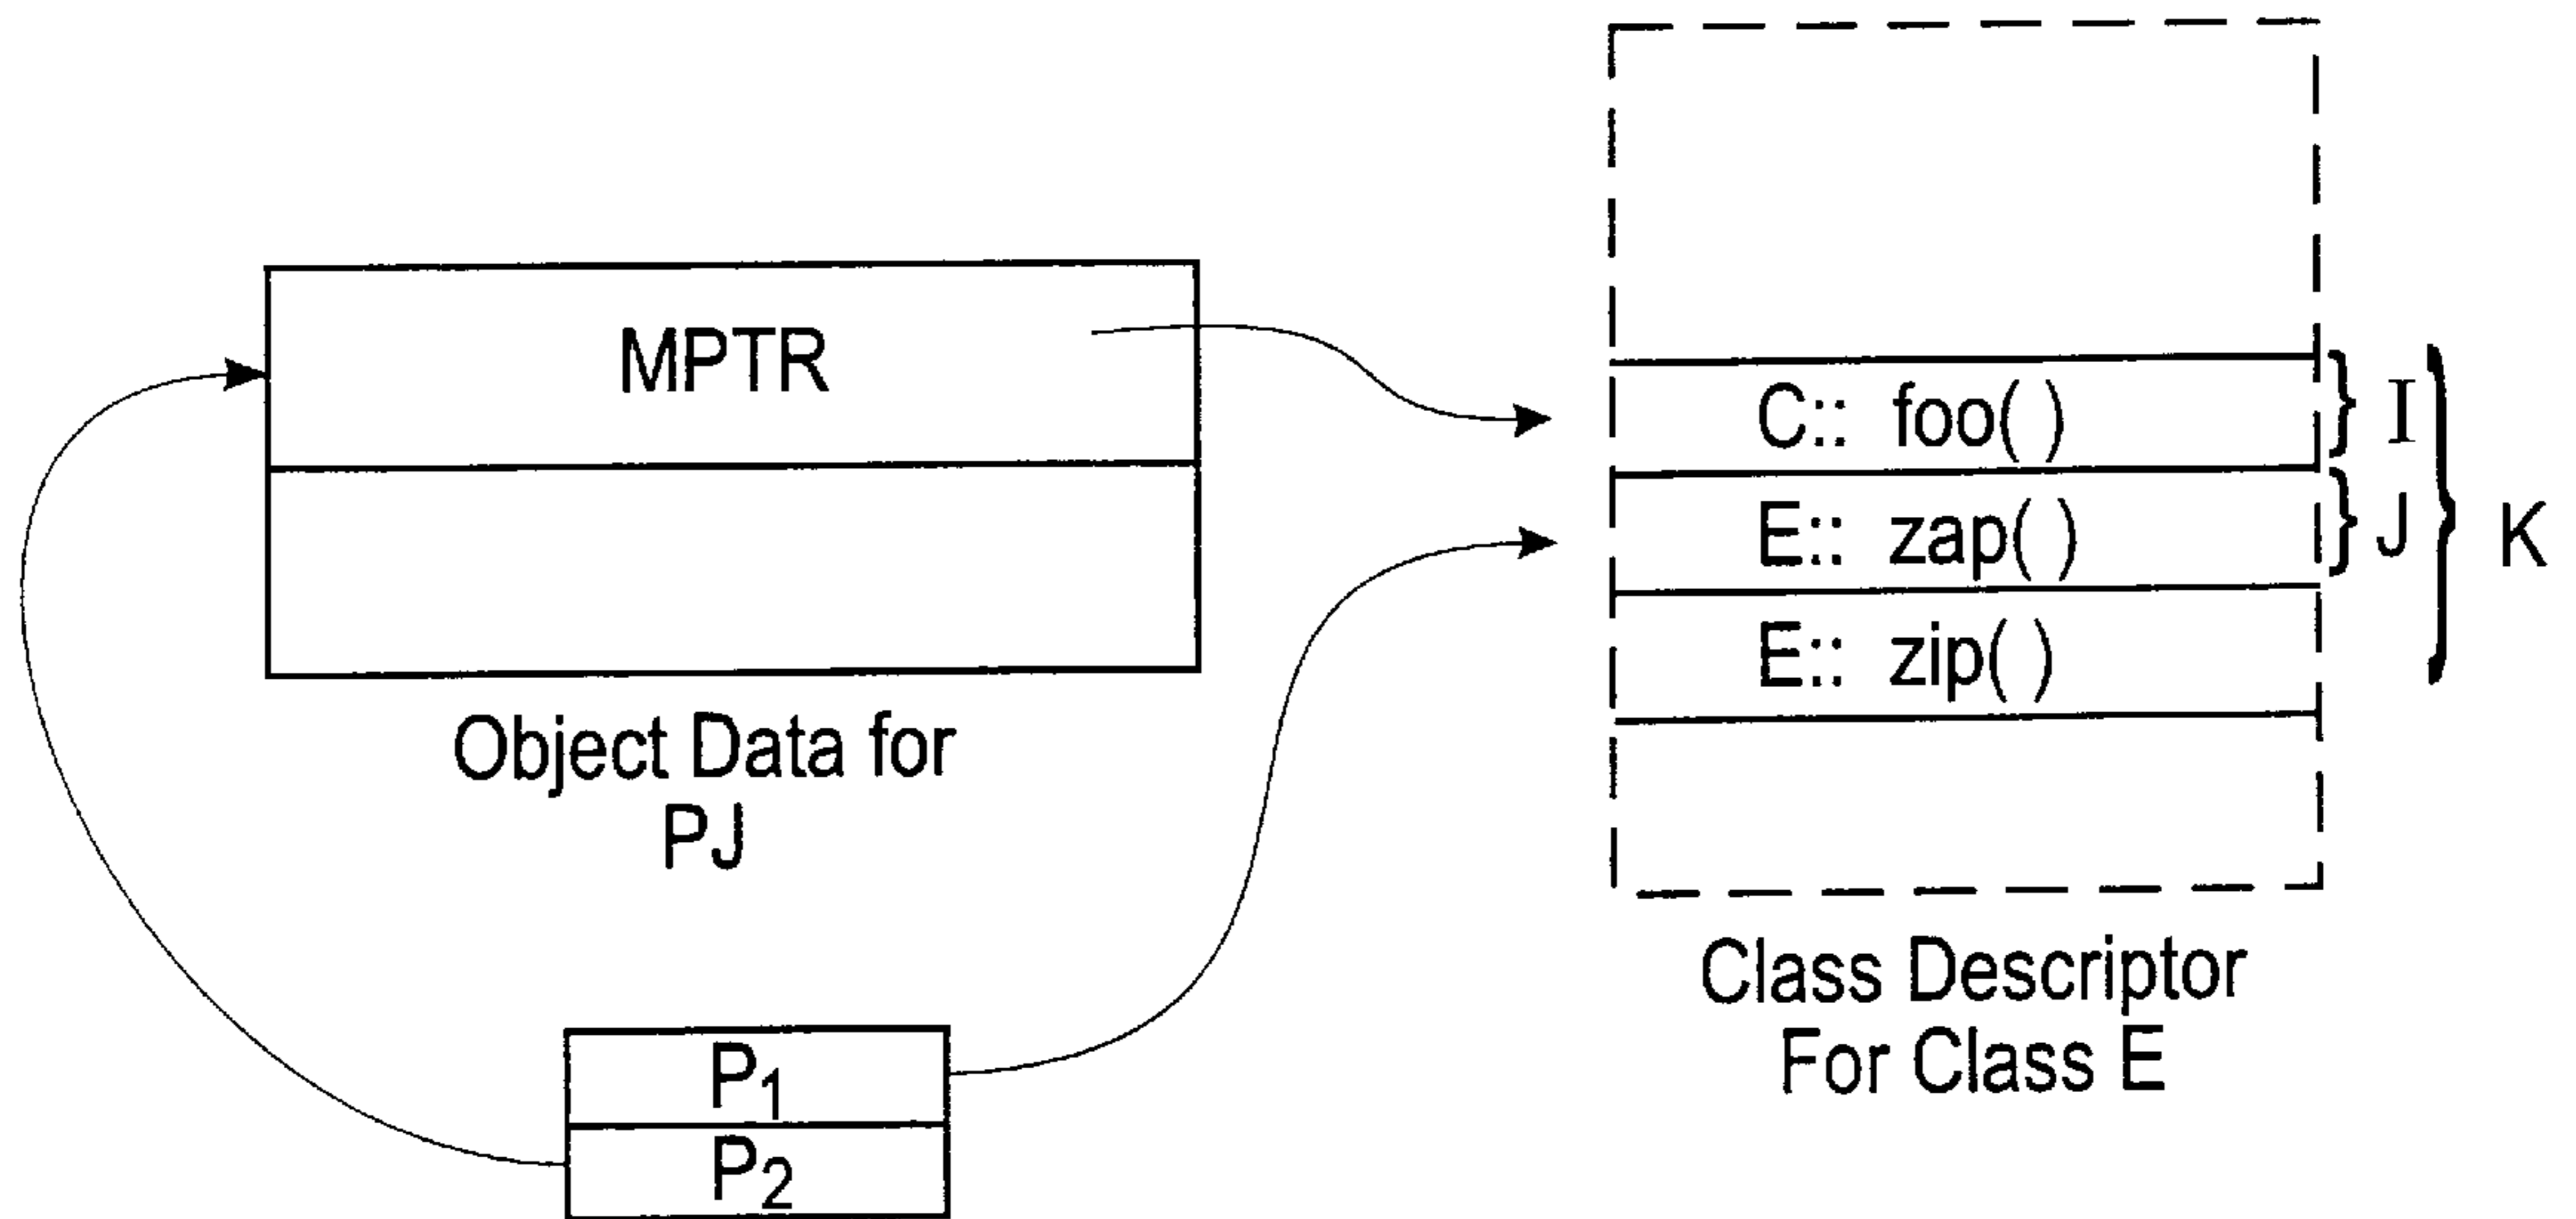 MPTR
Object Data for
PJ
P1
P2
C:: foo( )
E:: zap( )
E:: zip( )
I
J
K
Class Descriptor
For Class E